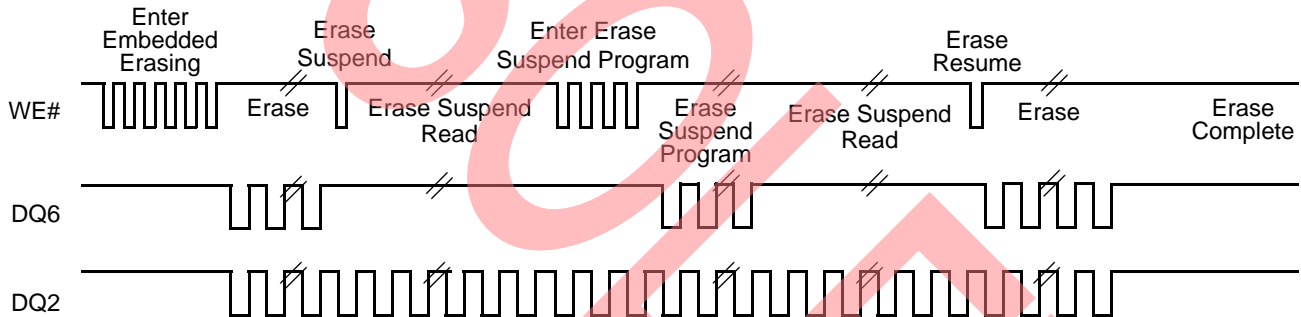 Enter
Embedded
Erasing
Erase
Suspend
Enter Erase
Suspend Program
Erase
Resume
WE#
Erase
Erase Suspend
Read
Erase
Suspend
Program
Erase Suspend
Read
Erase
Erase
Complete
DQ6
DQ2